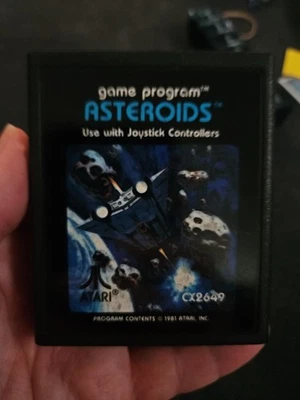 game program™
ASTEROIDS™
Use with Joystick Controllers
ATARI®
CX2649
PROGRAM CONTENTS © 1981 ATARI, INC.